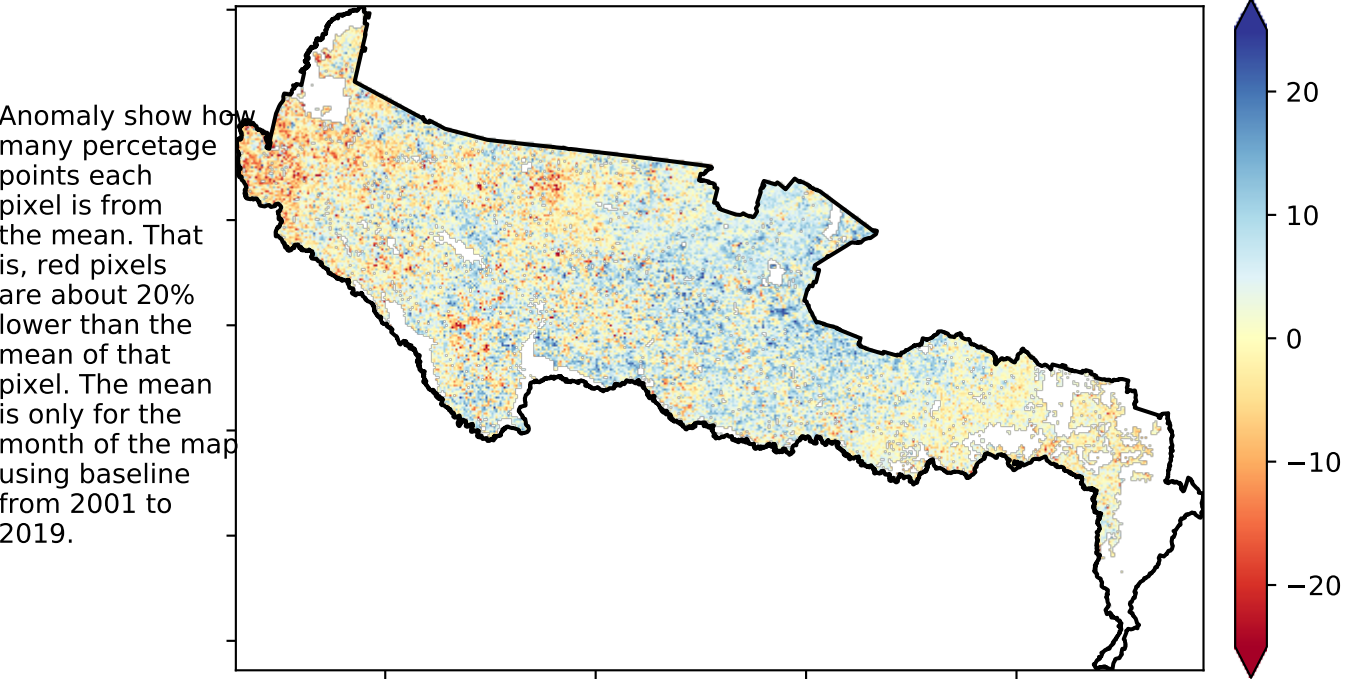 Anomaly show how
many percetage
points each
pixel is from
the mean. That
is, red pixels
are about 20%
lower than the
mean of that
pixel. The mean
is only for the
month of the map
using baseline
from 2001 to
2019.
20
10
0
−10
−20